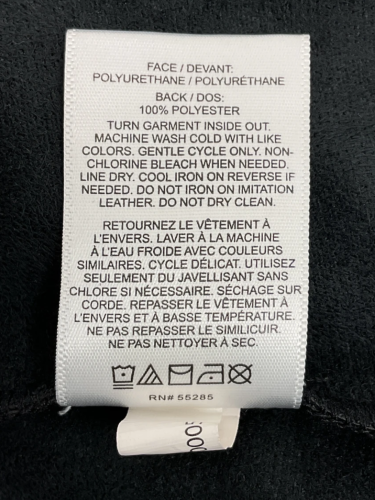 FACE / DEVANT:
POLYURETHANE / POLYURÉTHANE
BACK / DOS:
100% POLYESTER
TURN GARMENT INSIDE OUT.
MACHINE WASH COLD WITH LIKE
COLORS. GENTLE CYCLE ONLY. NON-
CHLORINE BLEACH WHEN NEEDED.
LINE DRY. COOL IRON ON REVERSE IF
NEEDED. DO NOT IRON ON IMITATION
LEATHER. DO NOT DRY CLEAN.
RETOURNEZ LE VÊTEMENT À
L'ENVERS. LAVER À LA MACHINE
À L'EAU FROIDE AVEC COULEURS
SIMILAIRES. CYCLE DÉLICAT. UTILISEZ
SEULEMENT DU JAVELLISANT SANS
CHLORE SI NÉCESSAIRE. SÉCHAGE SUR
CORDE. REPASSER LE VÊTEMENT À
L'ENVERS ET À BASSE TEMPÉRATURE.
NE PAS REPASSER LE SIMILICUIR.
NE PAS NETTOYER À SEC.
RN# 55285